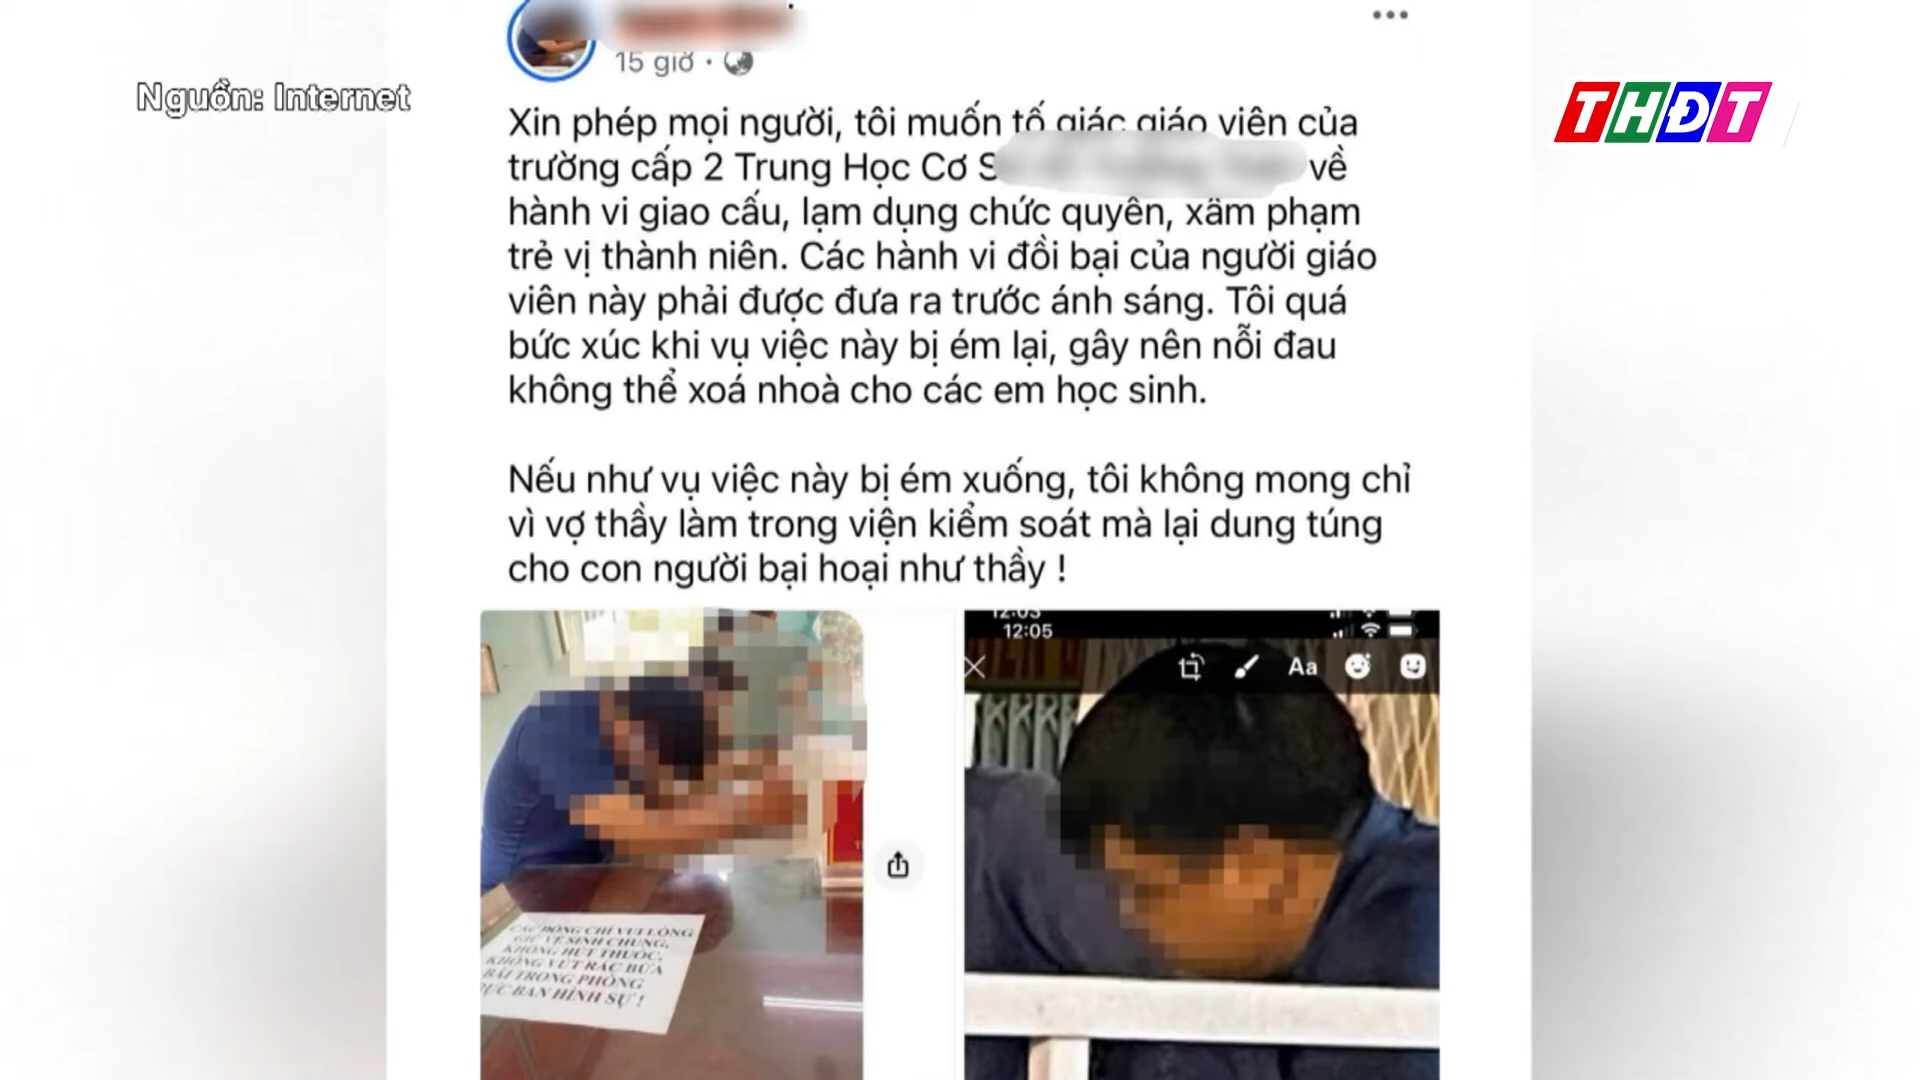 15 giờ ·
Nguồn: Internet
THĐT
Xin phép mọi người, tôi muốn tố giác giáo viên của
trường cấp 2 Trung Học Cơ về
hành vi giao cấu, lạm dụng chức quyền, xâm phạm
trẻ vị thành niên. Các hành vi đồi bại của người giáo
viên này phải được đưa ra trước ánh sáng. Tôi quá
bức xúc khi vụ việc này bị ém lại, gây nên nỗi đau
không thể xoá nhoà cho các em học sinh.
Nếu như vụ việc này bị ém xuống, tôi không mong chỉ
vì vợ thầy làm trong viện kiểm soát mà lại dung túng
cho con người bại hoại như thầy !
12:05
12:05
Aa
CÁC ĐỒNG CHÍ VUI LÒNG
GIỮ VỆ SINH CHUNG,
KHÔNG HÚT THUỐC,
KHÔNG VỨT RÁC BỪA
BÃI TRONG PHÒNG
TRỰC BAN HÌNH SỰ !